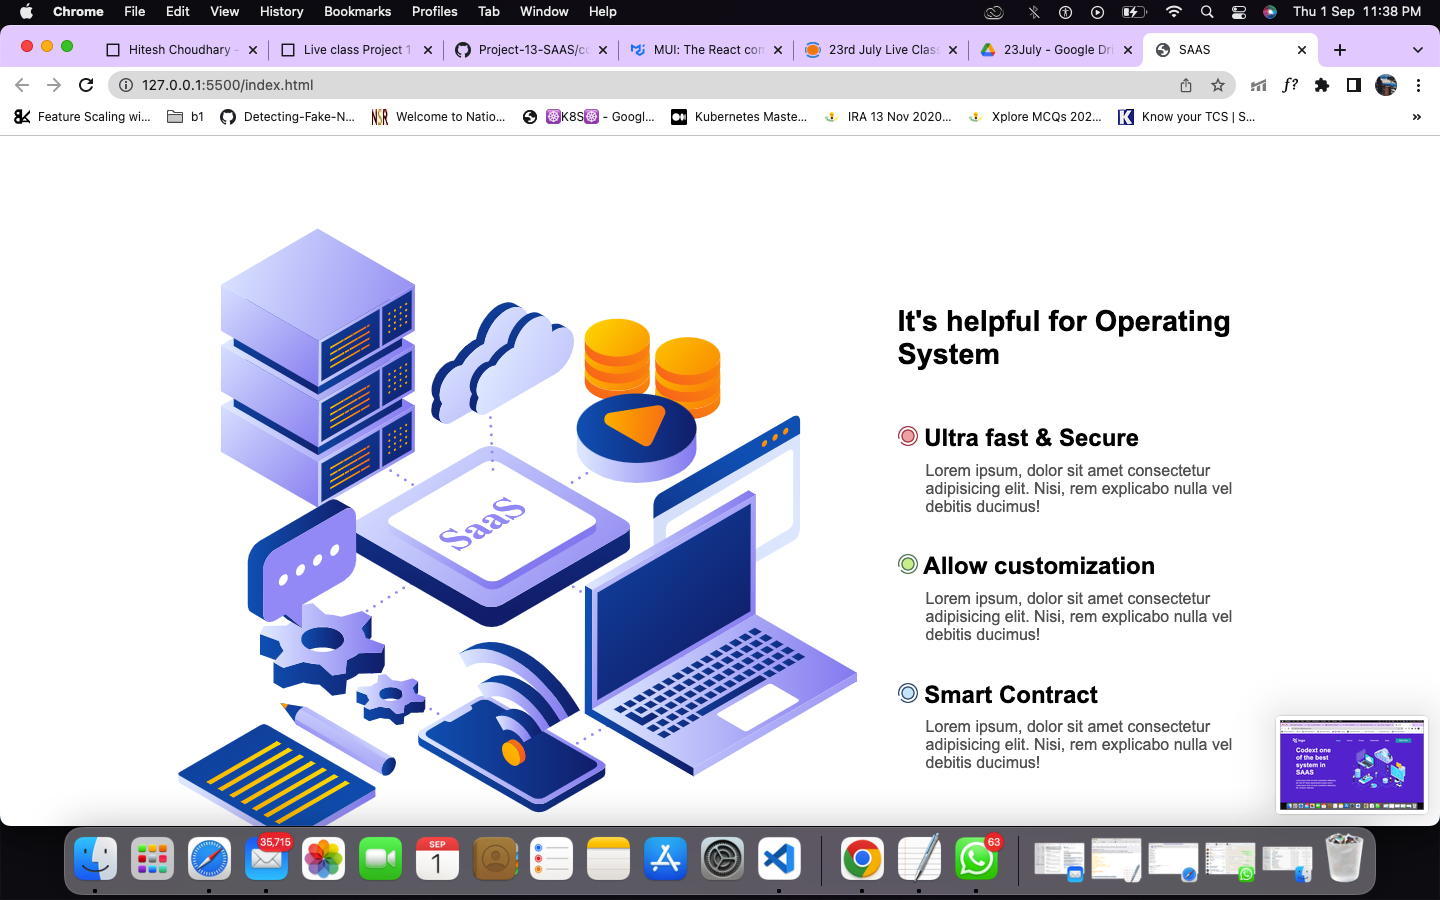 Chrome File Edit View History Bookmarks Profiles Tab Window Help Thu 1 Sep 11:38 PM
Hitesh Choudhary - Live class Project 1 Project-13-SAAS/c MUI: The React com 23rd July Live Clas 23July - Google Dri SAAS
127.0.0.1:5500/index.html f?
Feature Scaling wi... b1 Detecting-Fake-N... NSR Welcome to Natio... K8S - Googl... Kubernetes Maste... IRA 13 Nov 2020... Xplore MCQs 202... K Know your TCS | S... »
It's helpful for Operating
System
SaaS
Ultra fast & Secure
Lorem ipsum, dolor sit amet consectetur
adipisicing elit. Nisi, rem explicabo nulla vel
debitis ducimus!
Allow customization
Lorem ipsum, dolor sit amet consectetur
adipisicing elit. Nisi, rem explicabo nulla vel
debitis ducimus!
Smart Contract
Lorem ipsum, dolor sit amet consectetur
adipisicing elit. Nisi, rem explicabo nulla vel
debitis ducimus!
Codext one
of the best
system in
SAAS
35,715 SEP 63
1